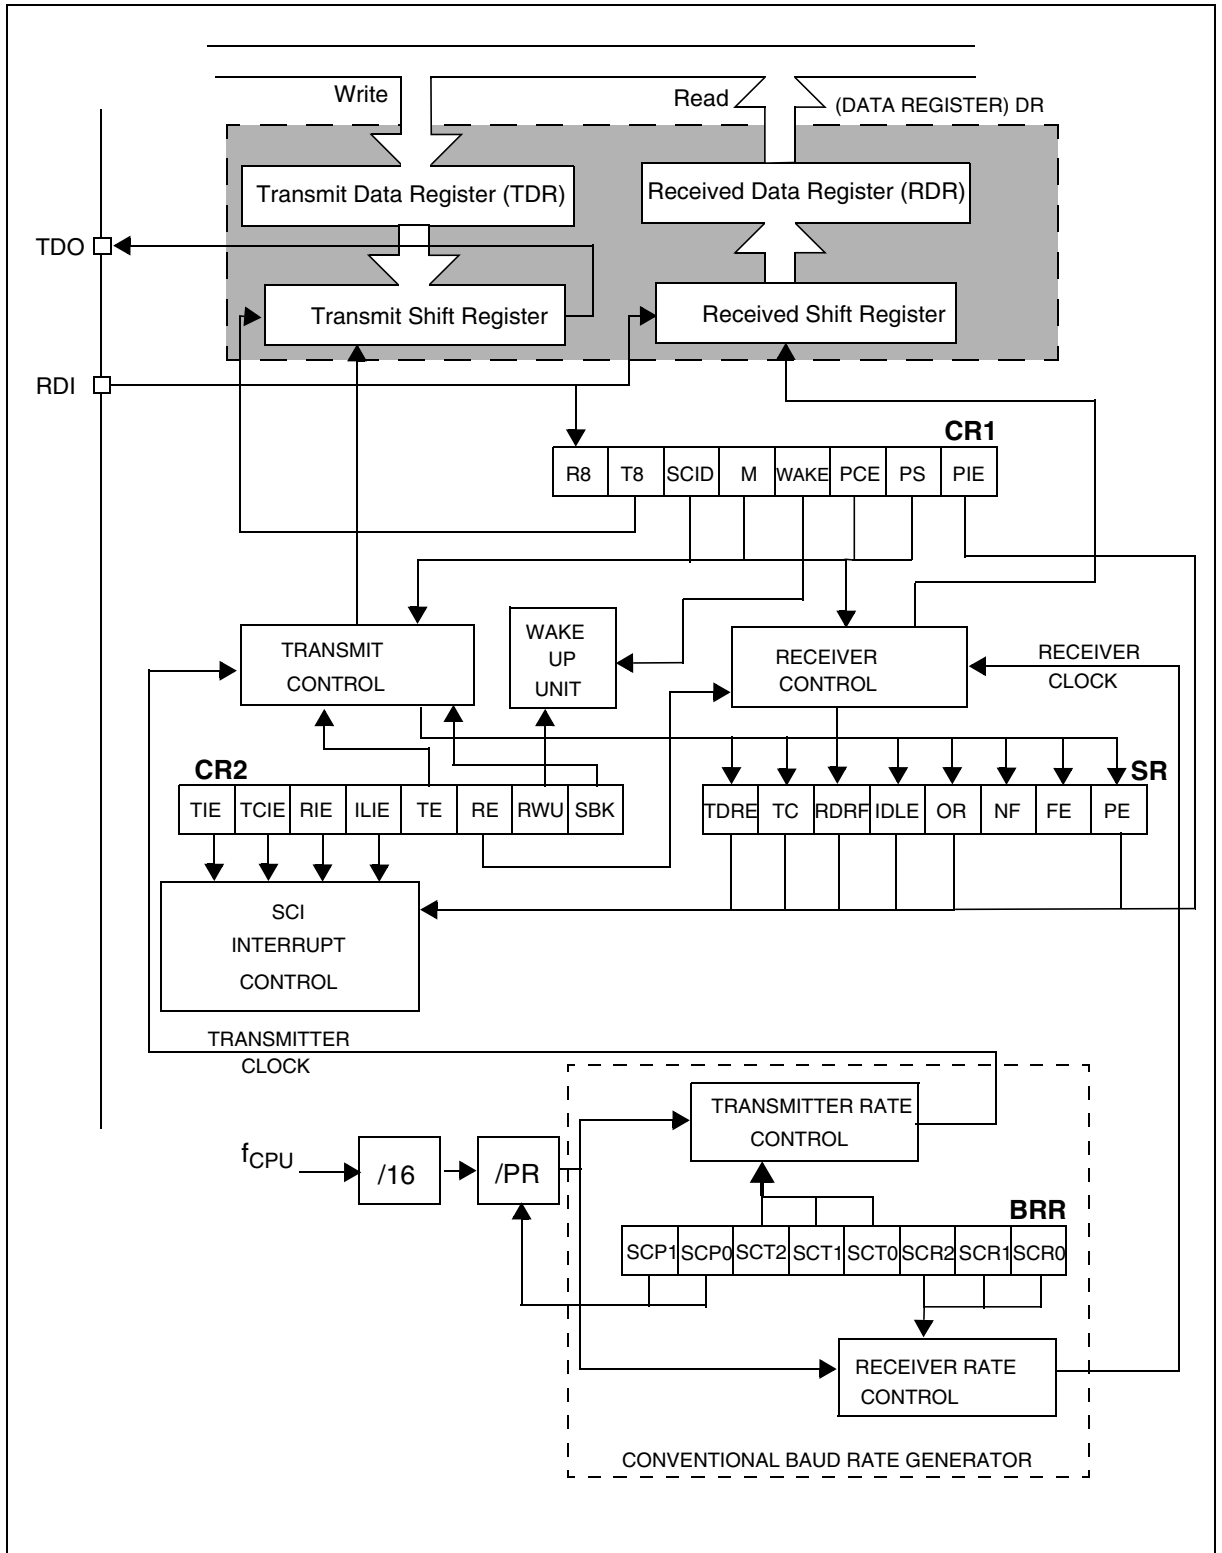 Write
Read
(DATA REGISTER) DR
Transmit Data Register (TDR)
Received Data Register (RDR)
TDO
Transmit Shift Register
Received Shift Register
RDI
CR1
R8 T8 SCID M WAKE PCE PS PIE
TRANSMIT
CONTROL
WAKE
UP
UNIT
RECEIVER
CONTROL
RECEIVER
CLOCK
CR2
TIE TCIE RIE ILIE TE RE RWU SBK
SR
TDRE TC RDRF IDLE OR NF FE PE
SCI
INTERRUPT
CONTROL
TRANSMITTER
CLOCK
TRANSMITTER RATE
CONTROL
fCPU
/16
/PR
BRR
SCP1 SCP0 SCT2 SCT1 SCT0 SCR2 SCR1 SCR0
RECEIVER RATE
CONTROL
CONVENTIONAL BAUD RATE GENERATOR